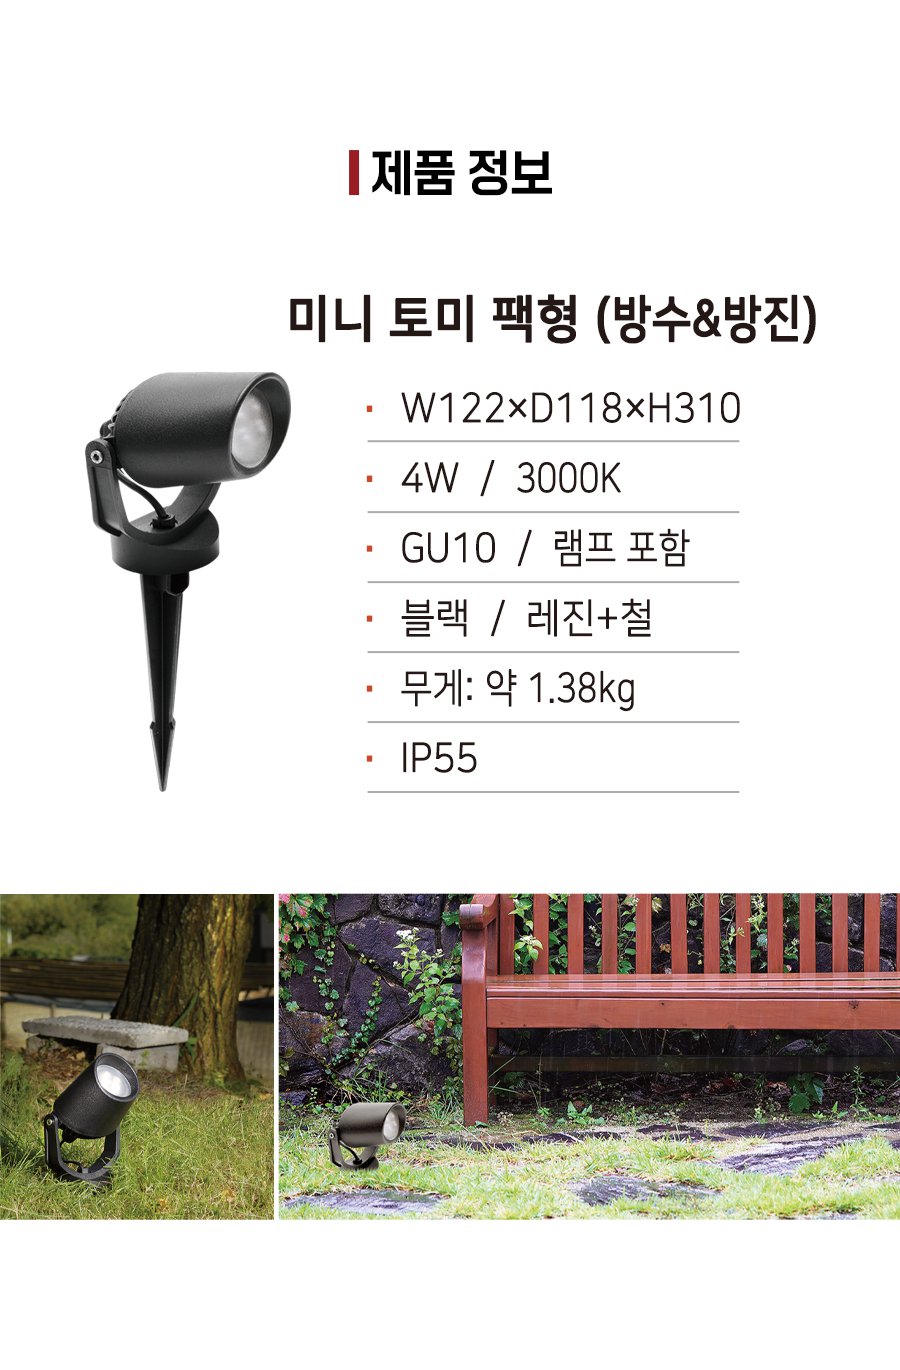 제품 정보
미니 토미 팩형 (방수&방진)
· W122×D118×H310
· 4W / 3000K
· GU10 / 램프 포함
· 블랙 / 레진+철
· 무게: 약 1.38kg
· IP55